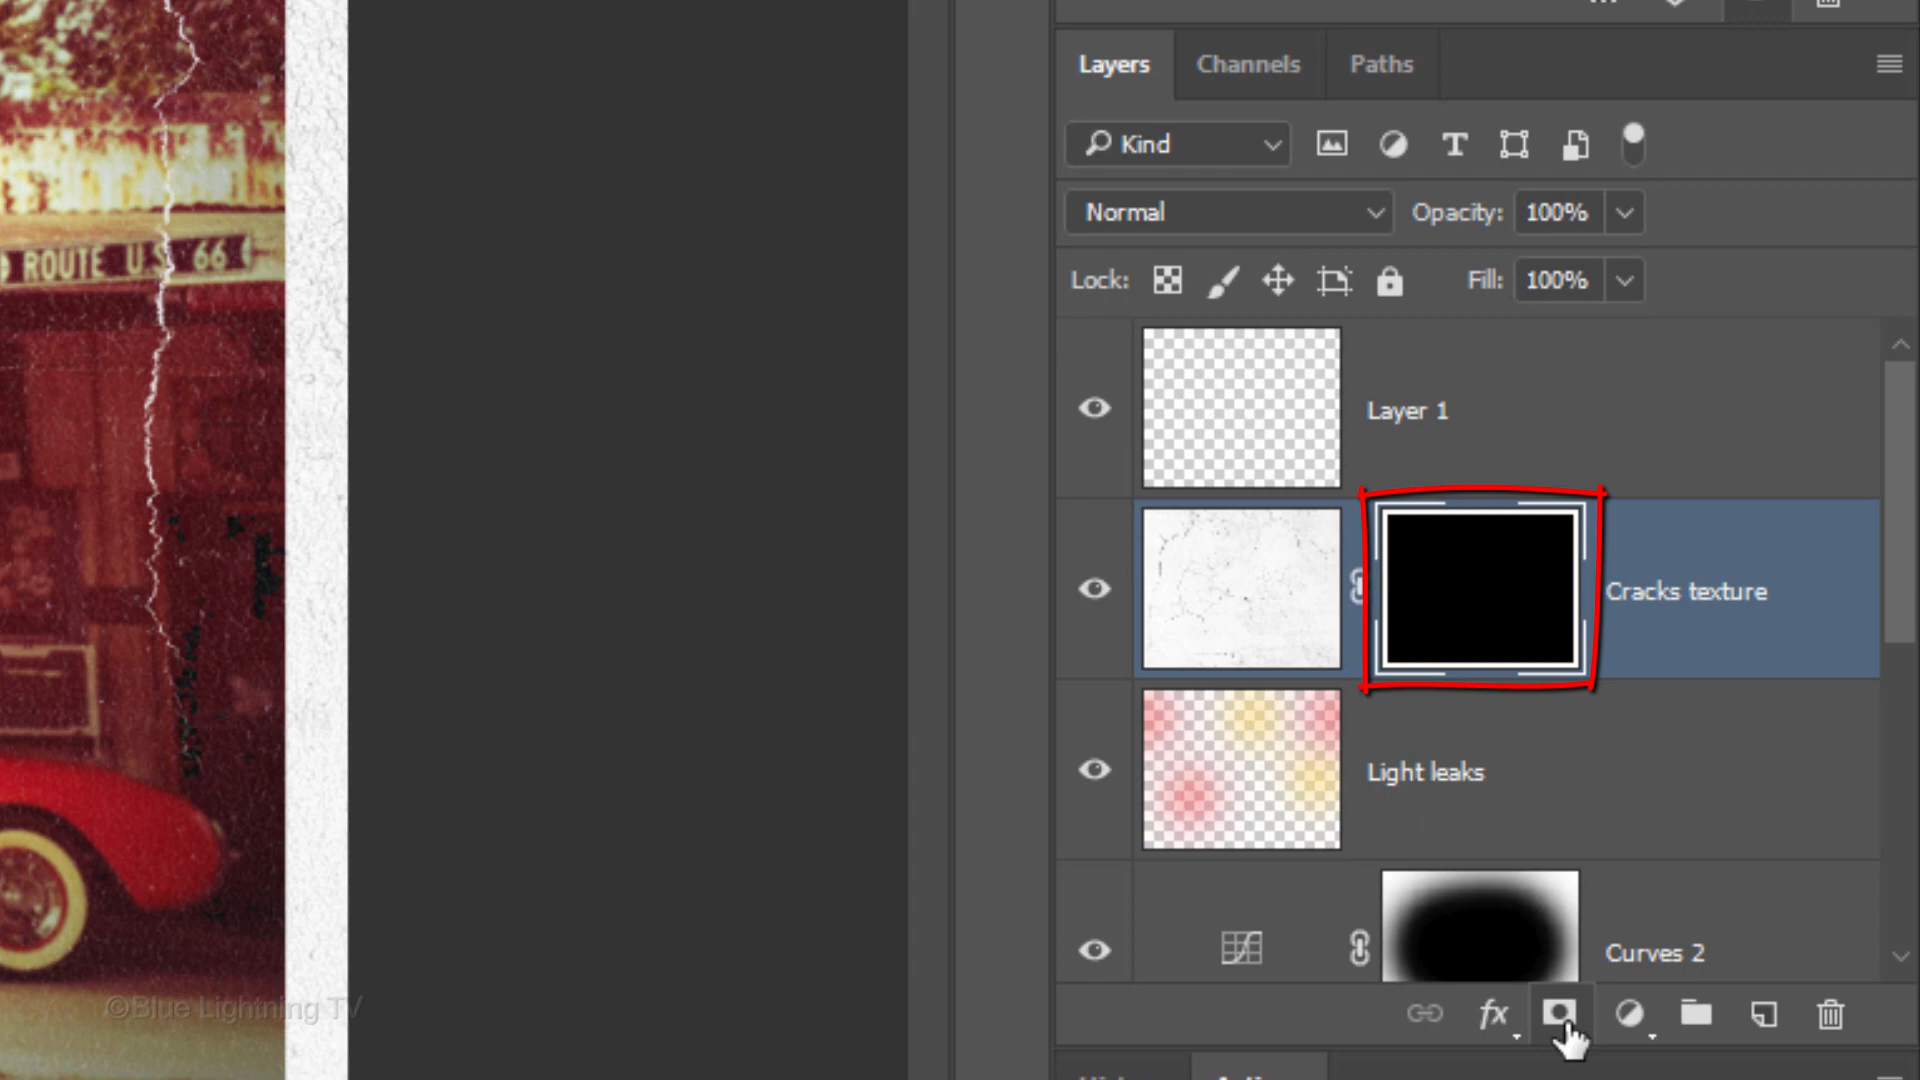 Layers Channels Paths
Kind
Normal Opacity: 100%
Lock: Fill: 100%
ROUTE U.S. 66
Layer 1
Cracks texture
Light leaks
Curves 2
fx
©Blue Lightning TV